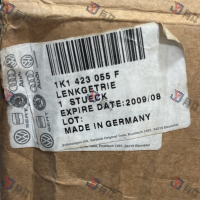 1K1 423 055 F
LENKGETRIE
1 STUECK
EXPIRE DATE:2009/08
LOT:
MADE IN GERMANY